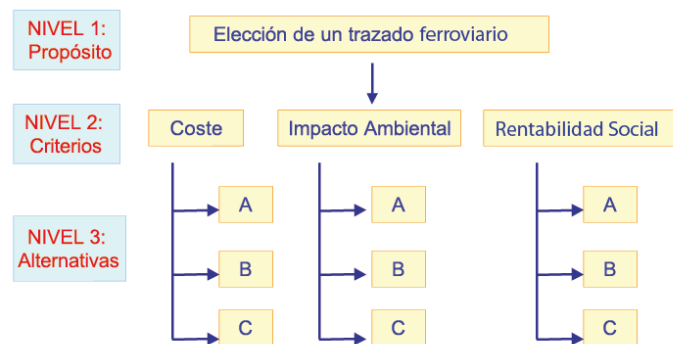 NIVEL 1:
Propósito
Elección de un trazado ferroviario
NIVEL 2:
Criterios
Coste
Impacto Ambiental
Rentabilidad Social
NIVEL 3:
Alternativas
A
A
A
B
B
B
C
C
C